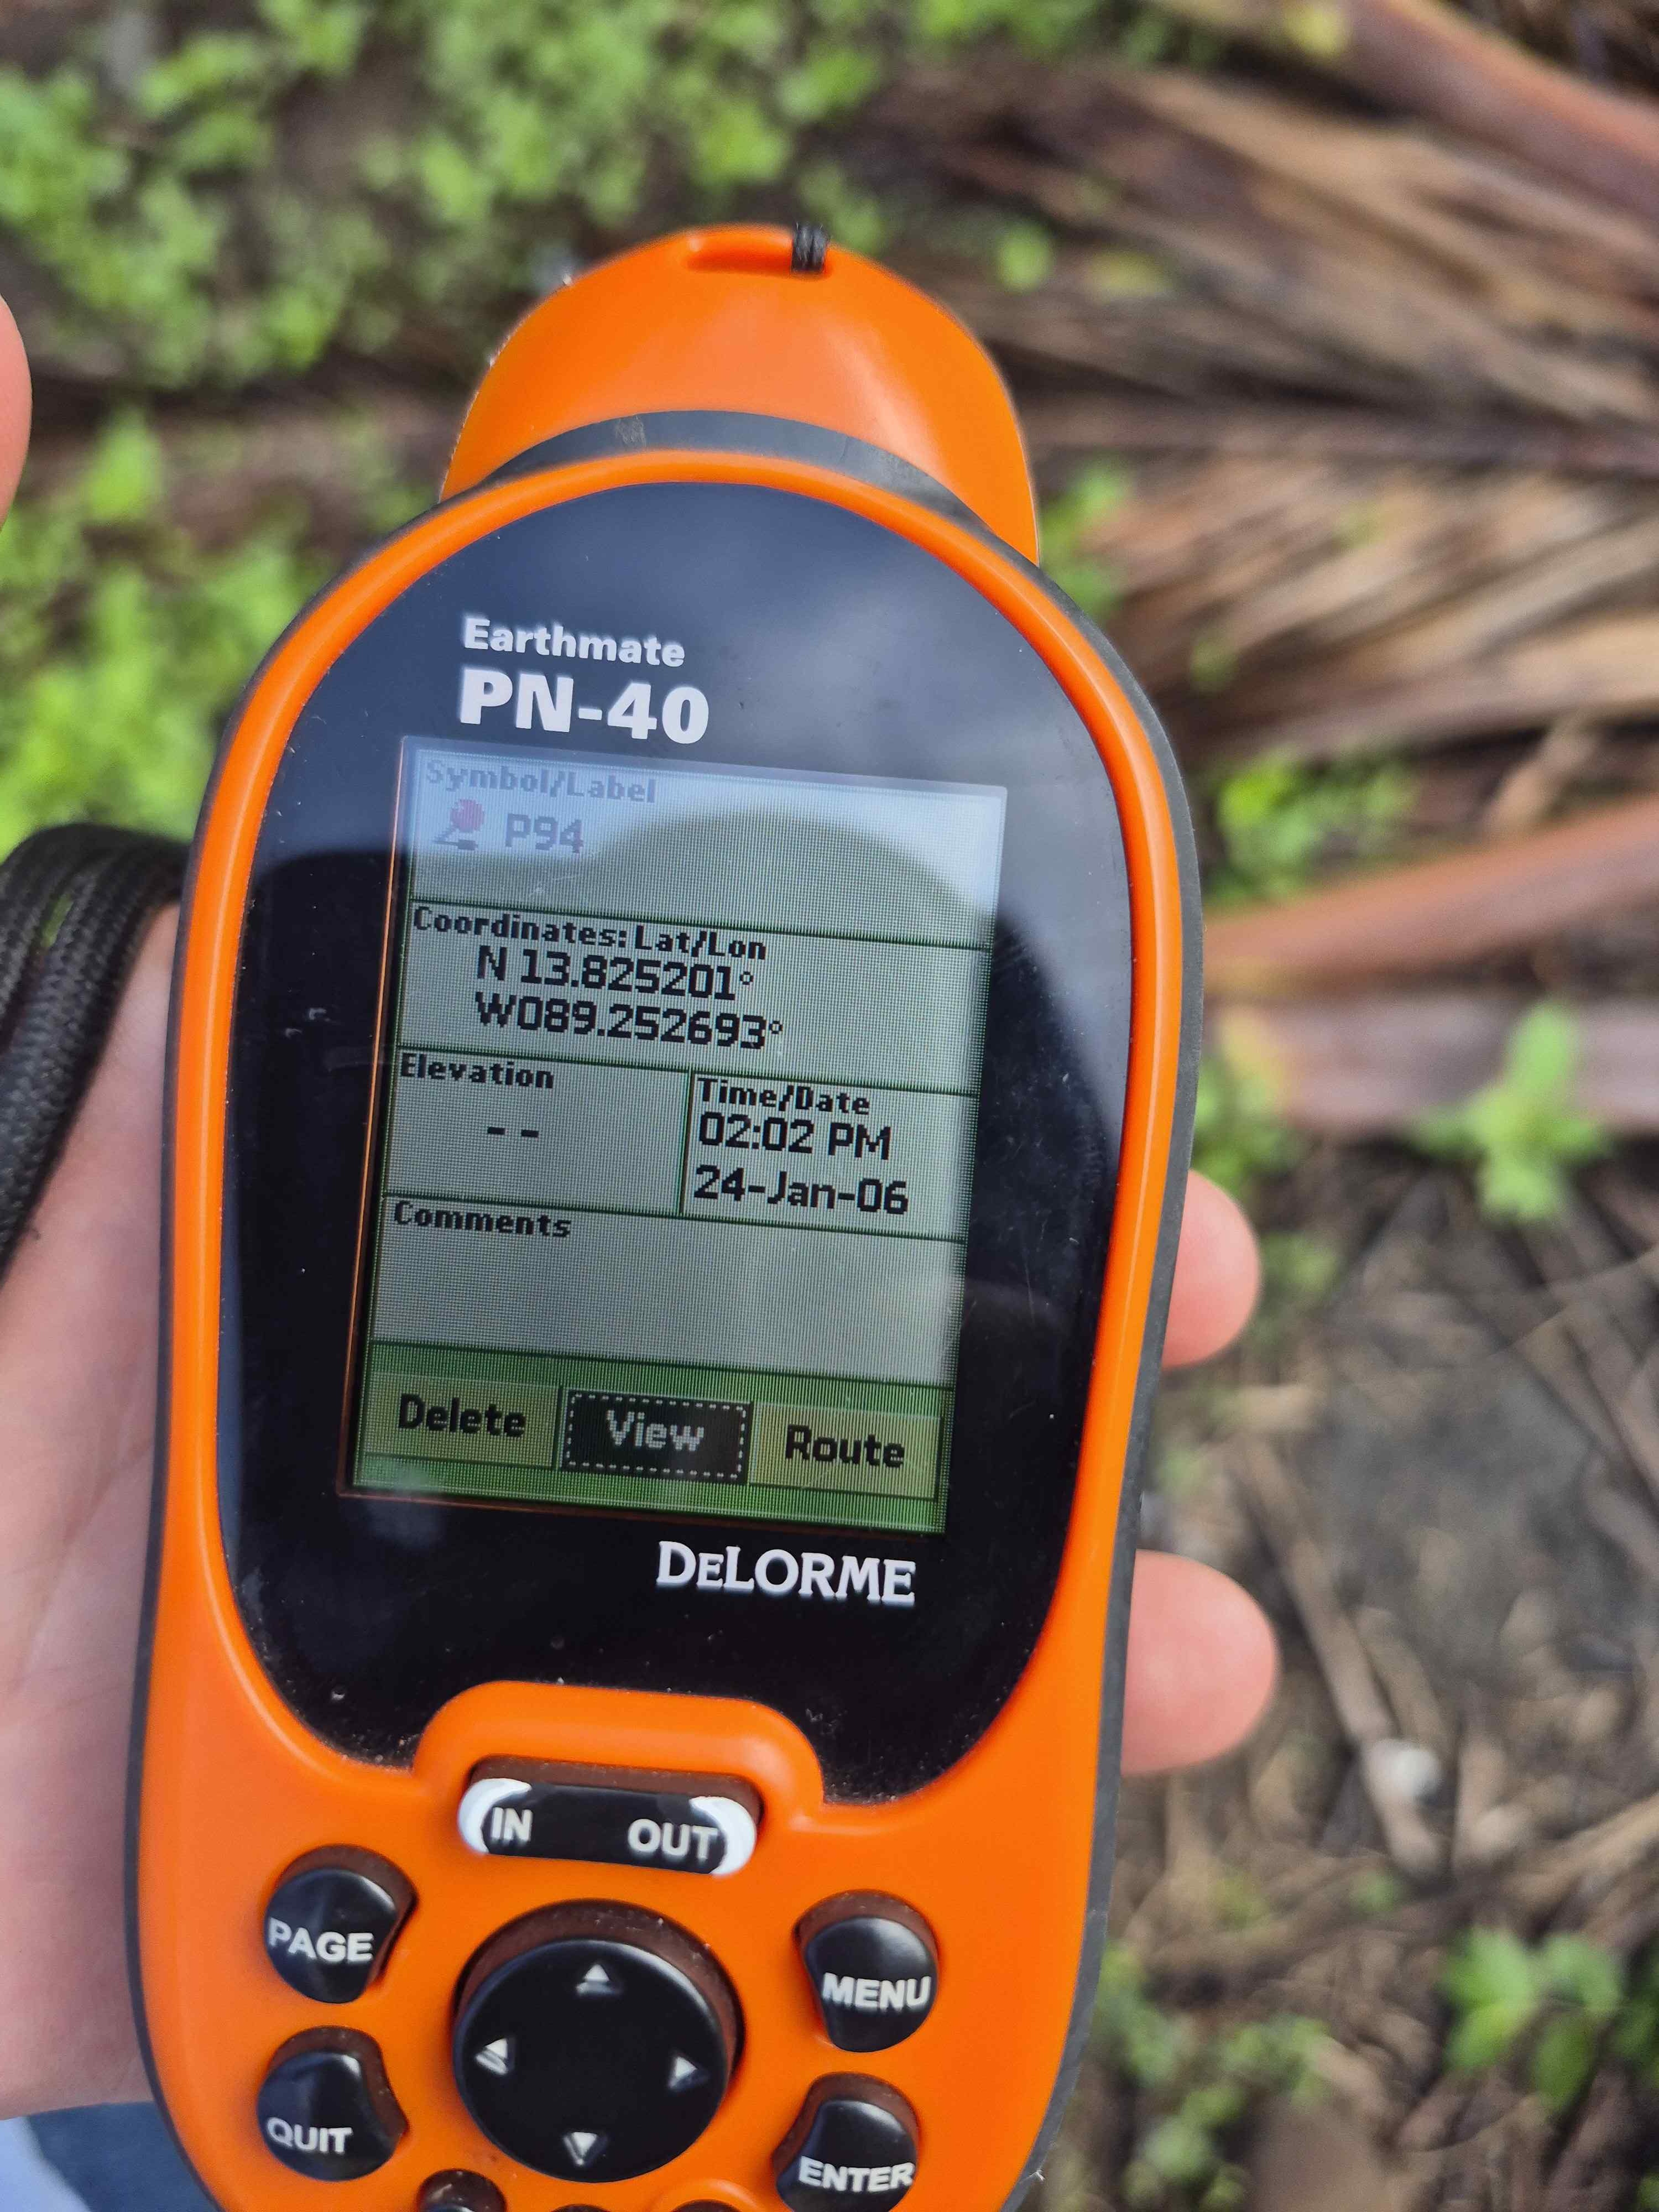 Earthmate
PN-40
Symbol/Label
P94
Coordinates: Lat/Lon
N 13.825201°
W089.252693°
Elevation
--
Time/Date
02:02 PM
24-Jan-06
Comments
Delete View Route
DELORME
IN OUT
PAGE
MENU
QUIT
ENTER